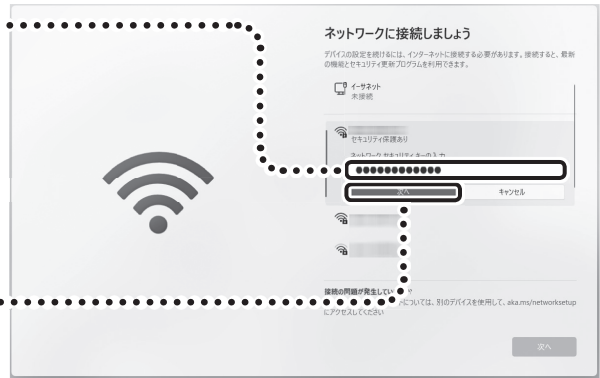 ネットワークに接続しましょう
デバイスの設定を続けるには、インターネットに接続する必要があります。接続すると、最新
の機能とセキュリティ更新プログラムを利用できます。
イーサネット
未接続
セキュリティ保護あり
ネットワーク セキュリティ キーの入力
●●●●●●●●●●●●
次へ
キャンセル
接続の問題が発生してい
については、別のデバイスを使用して、aka.ms/networksetup
にアクセスしてください
次へ